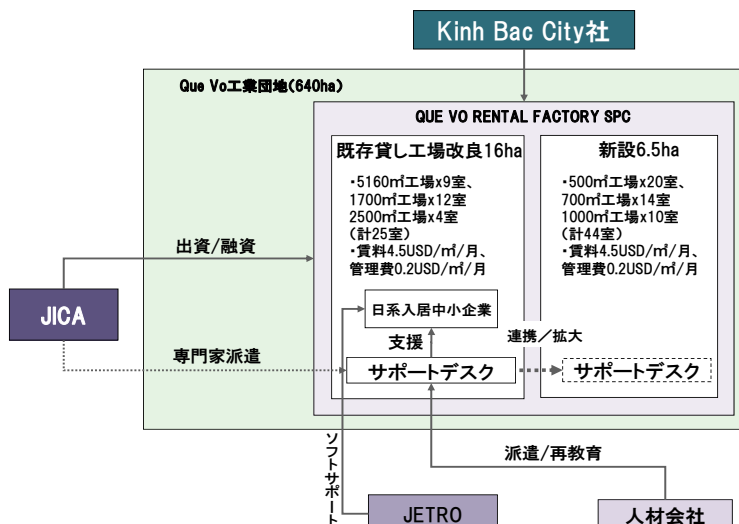 Kinh Bac City社
Que Vo工業団地(640ha)
QUE VO RENTAL FACTORY SPC
既存貸し工場改良16ha
・5160㎡工場x9室、
1700㎡工場x12室
2500㎡工場x4室
(計25室)
・賃料4.5USD/㎡/月、
管理費0.2USD/㎡/月
新設6.5ha
・500㎡工場x20室、
700㎡工場x14室
1000㎡工場x10室
(計44室)
・賃料4.5USD/㎡/月、
管理費0.2USD/㎡/月
出資/融資
JICA
日系入居中小企業
支援
連携/拡大
専門家派遣
サポートデスク
サポートデスク
ソフトサポート
派遣/再教育
JETRO
人材会社